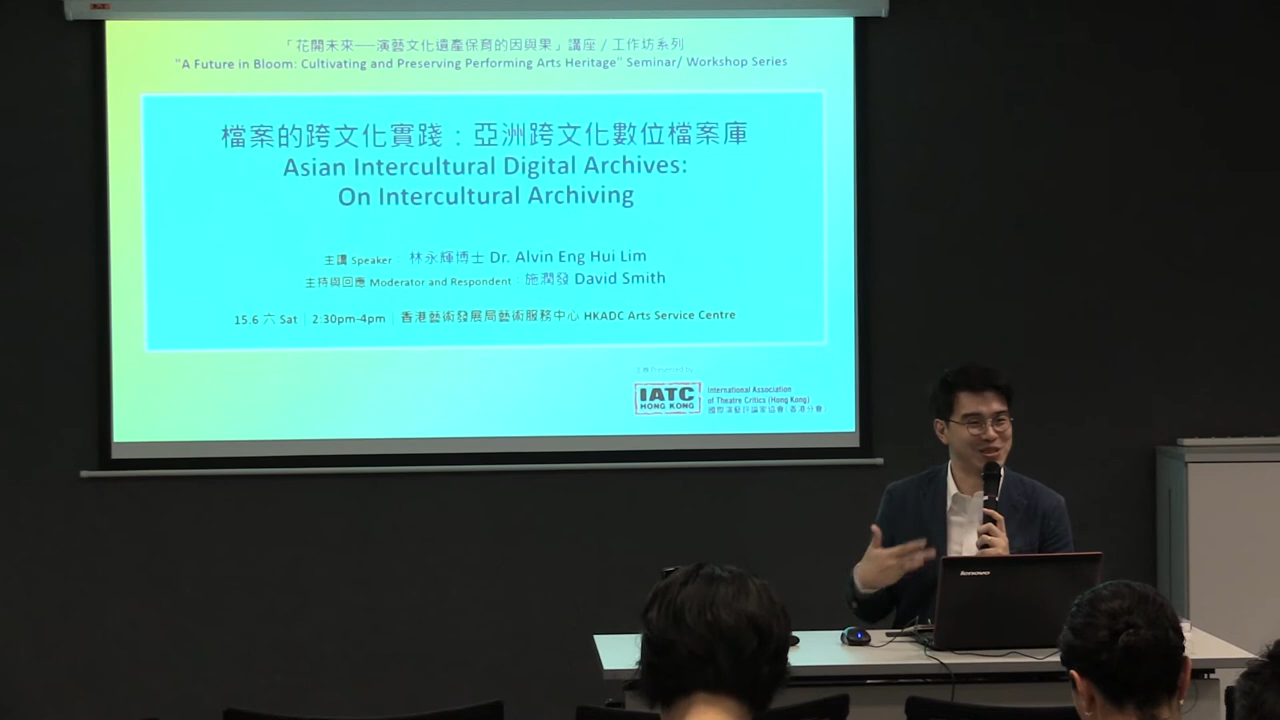 「花開未來──演藝文化遺產保育的因與果」講座 / 工作坊系列
"A Future in Bloom: Cultivating and Preserving Performing Arts Heritage" Seminar/ Workshop Series
檔案的跨文化實踐：亞洲跨文化數位檔案庫
Asian Intercultural Digital Archives:
On Intercultural Archiving
主講 Speaker： 林永輝博士 Dr. Alvin Eng Hui Lim
主持與回應 Moderator and Respondent：施潤發 David Smith
15.6 六 Sat｜2:30pm-4pm｜香港藝術發展局藝術服務中心 HKADC Arts Service Centre
主辦 Presented by
IATC
HONG KONG
International Association
of Theatre Critics (Hong Kong)
國際演藝評論家協會（香港分會）
lenovo